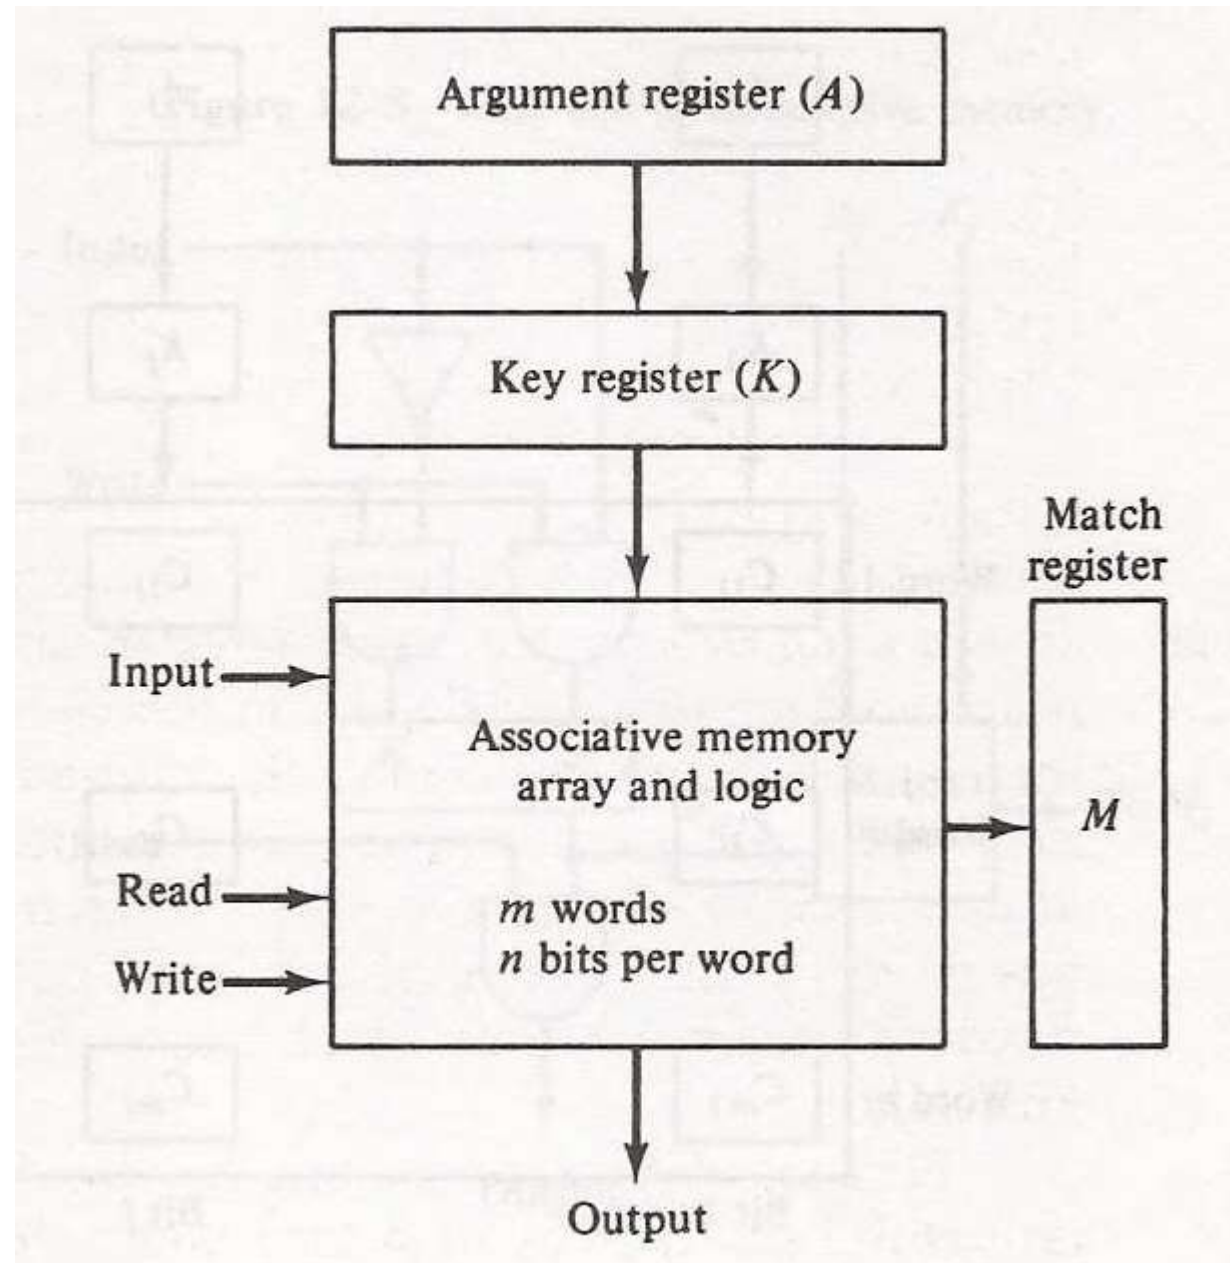 Argument register (A)
Key register (K)
Match
register
Input
Associative memory
array and logic
M
Read
m words
n bits per word
Write
Output